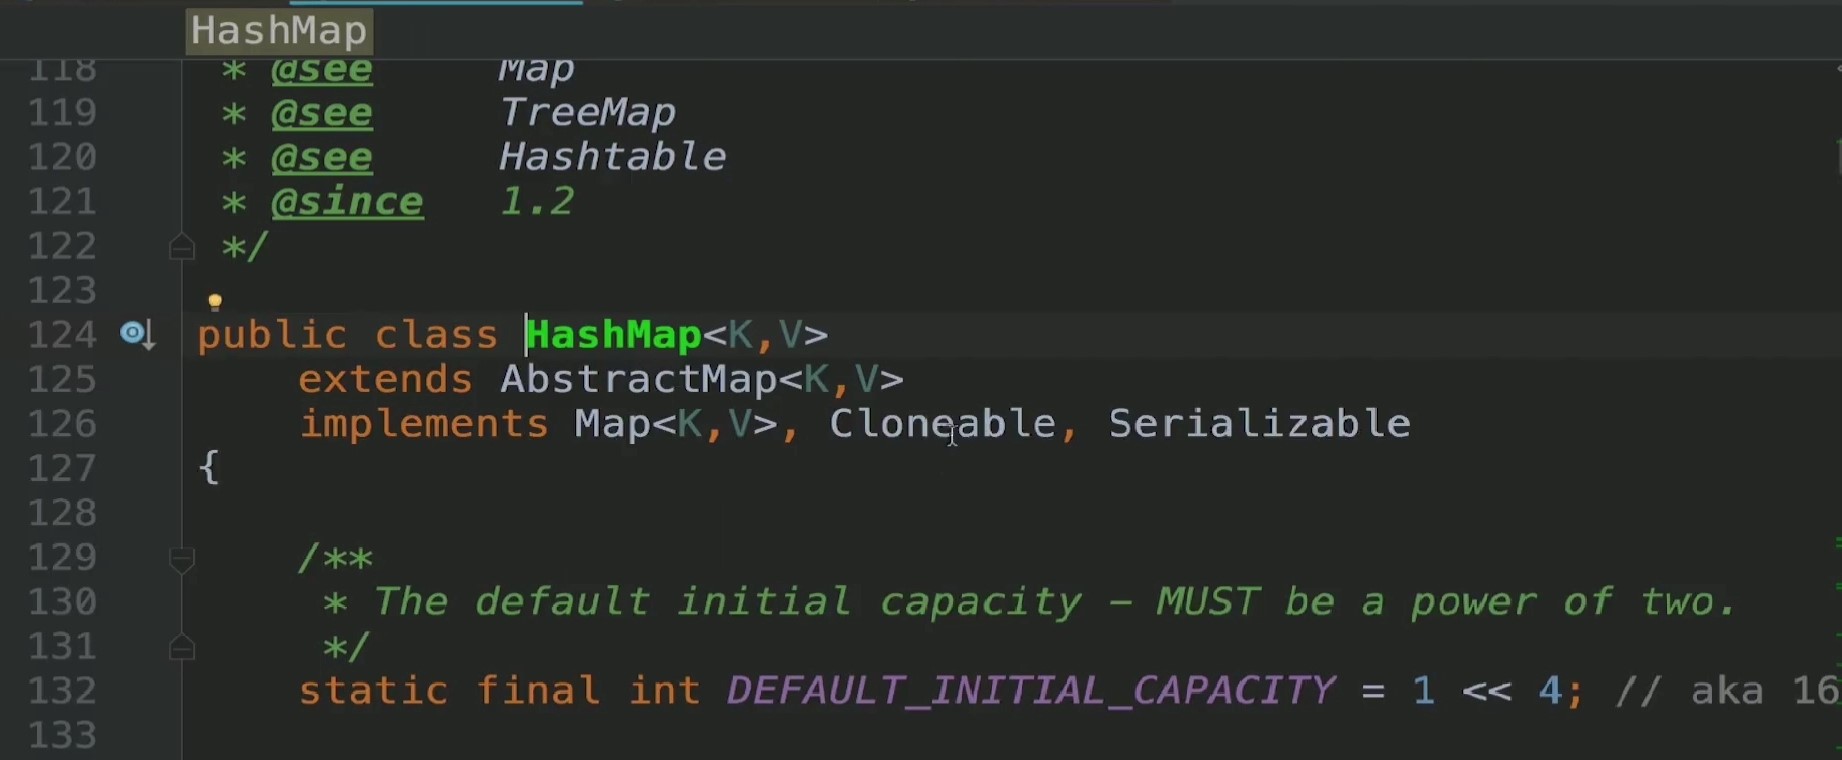 HashMap
118 * @see Map
119 * @see TreeMap
120 * @see Hashtable
121 * @since 1.2
122 */
123
124 public class HashMap<K,V>
125 extends AbstractMap<K,V>
126 implements Map<K,V>, Cloneable, Serializable
127 {
128
129 /**
130 * The default initial capacity – MUST be a power of two.
131 */
132 static final int DEFAULT_INITIAL_CAPACITY = 1 << 4; // aka 16
133